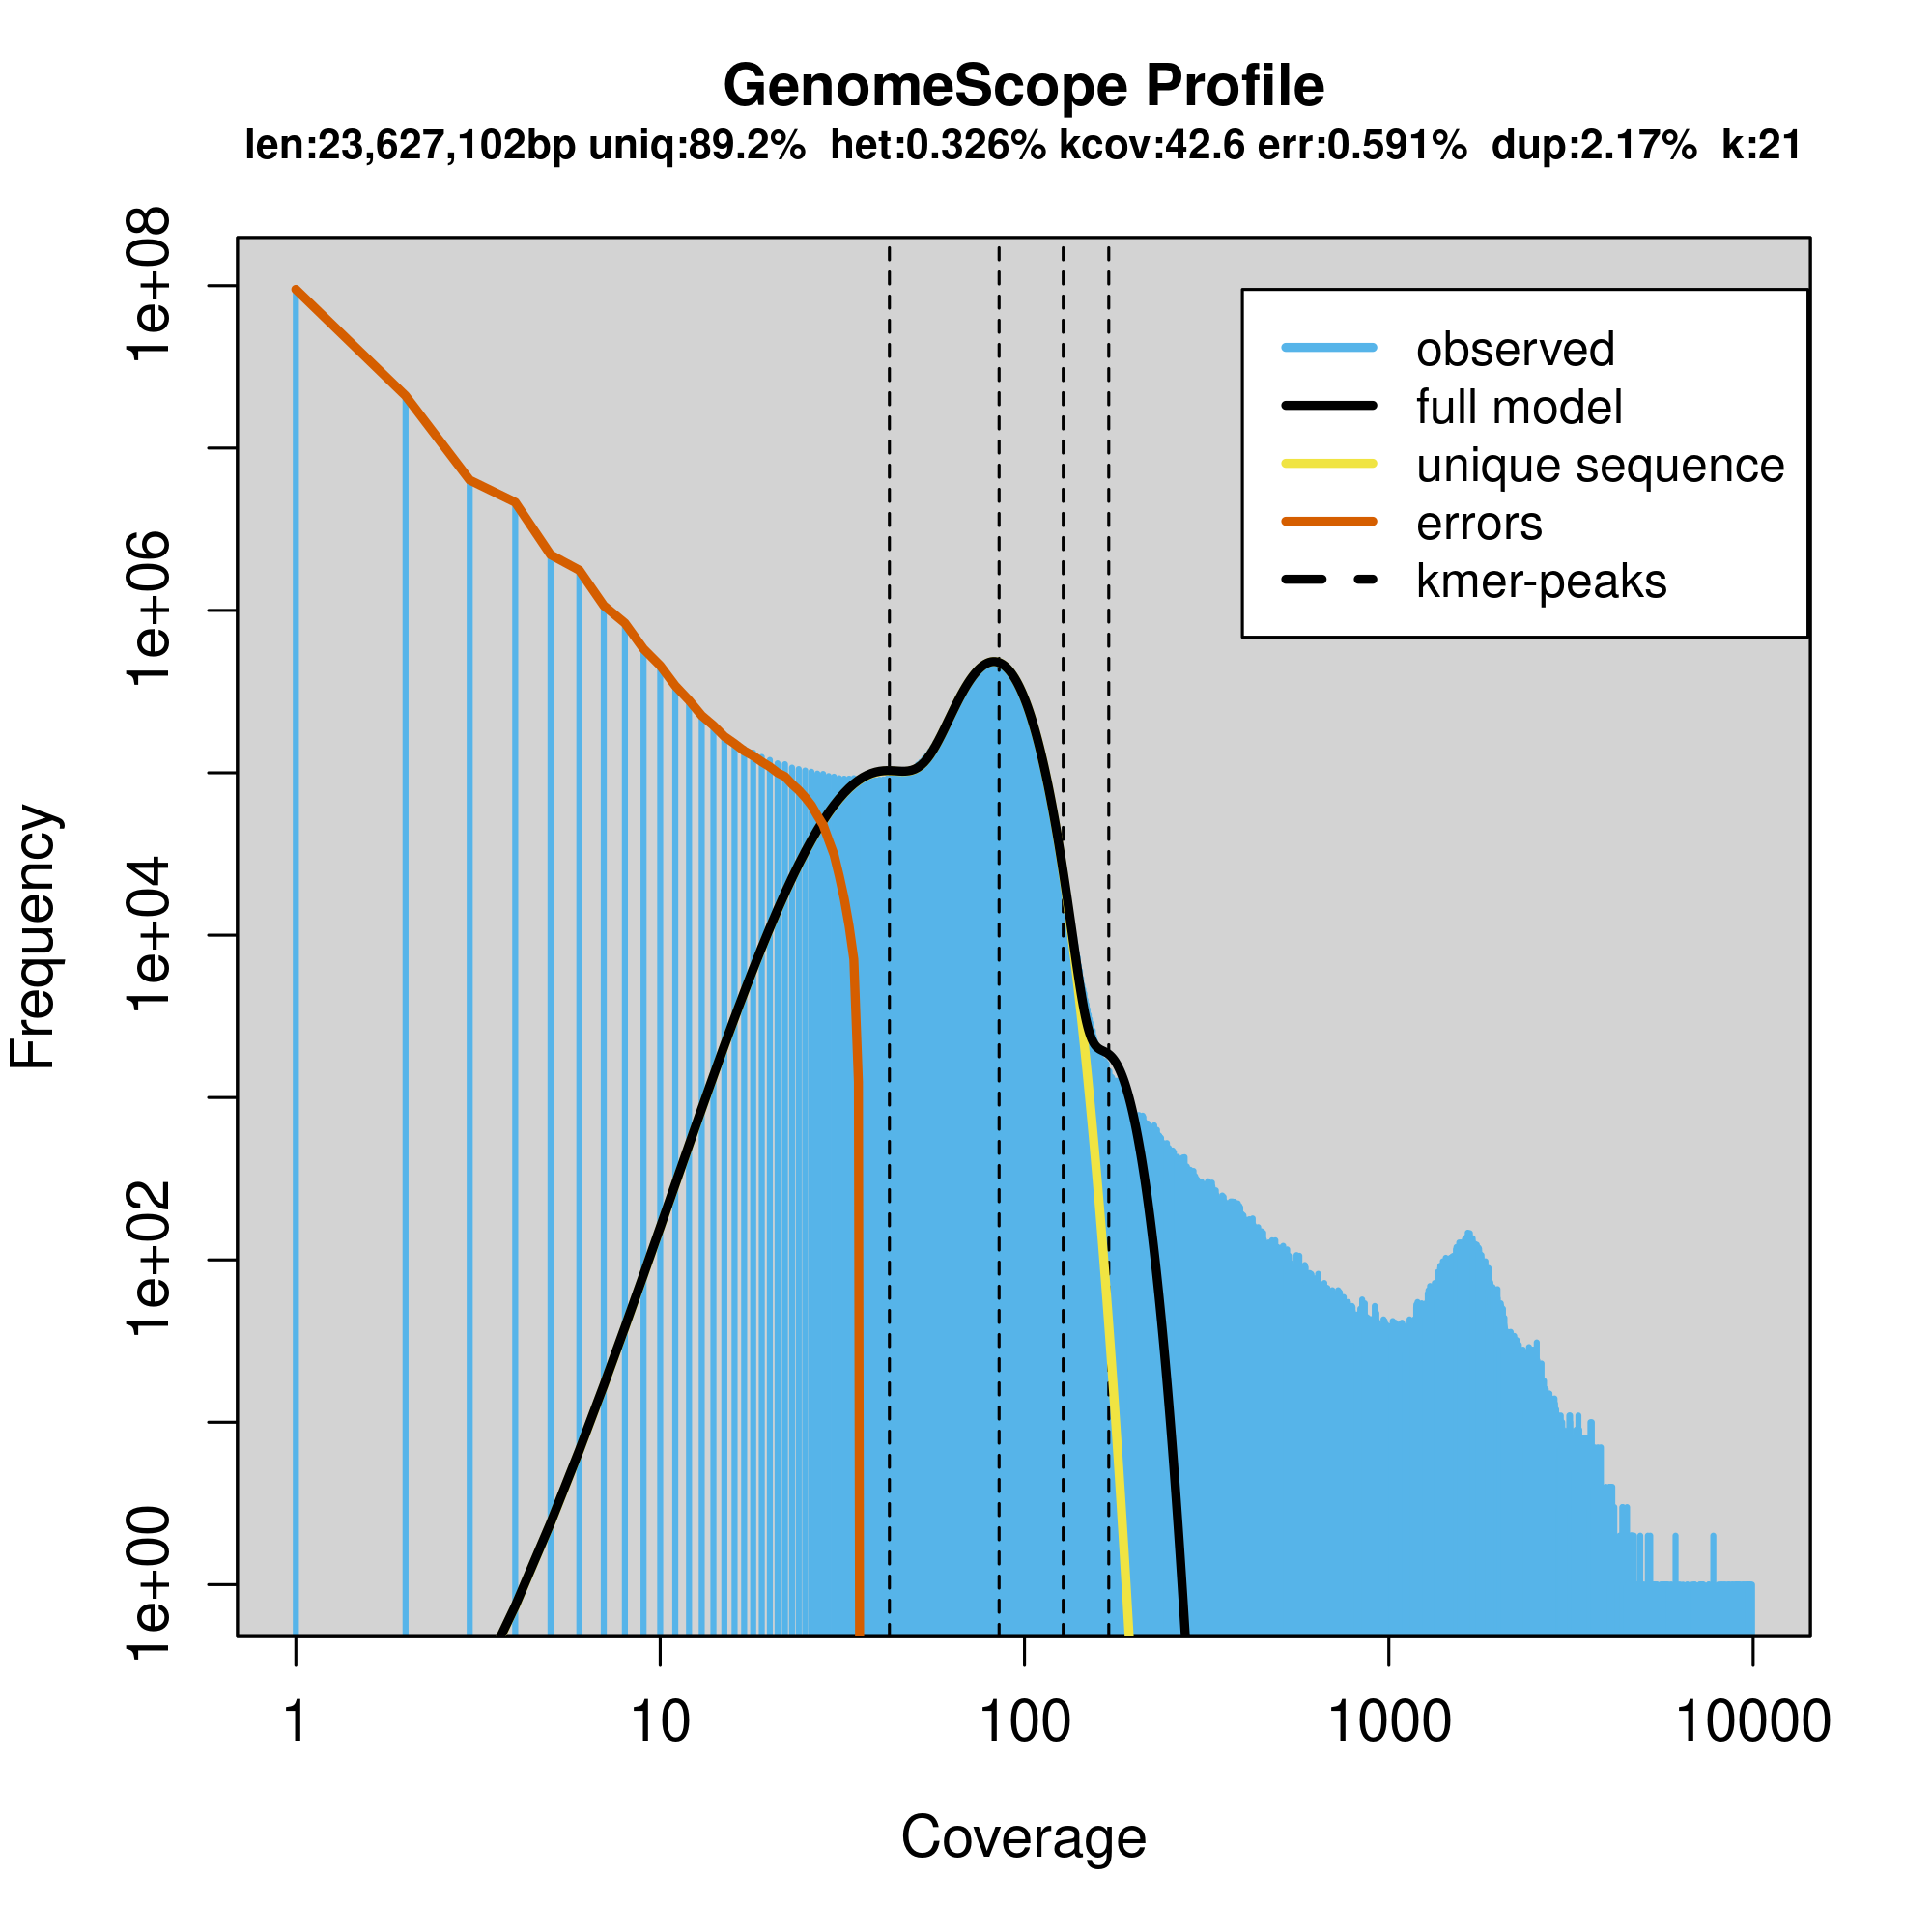 GenomeScope Profile
len:23,627,102bp uniq:89.2% het:0.326% kcov:42.6 err:0.591% dup:2.17% k:21
Frequency
1e+08
1e+06
1e+04
1e+02
1e+00
observed
full model
unique sequence
errors
kmer-peaks
1 10 100 1000 10000
Coverage